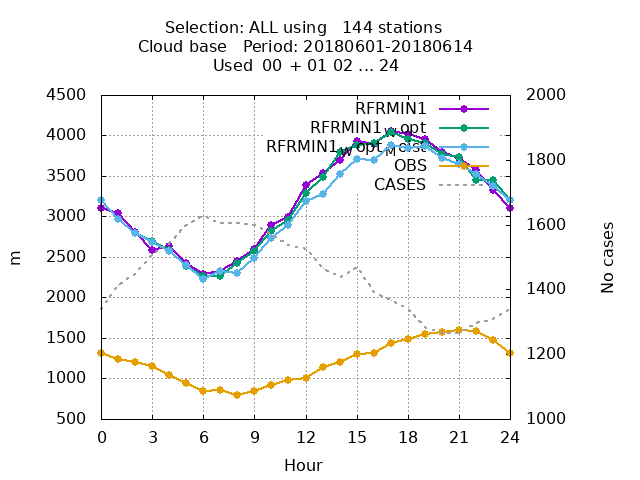 Selection: ALL using   144 stations
Cloud base   Period: 20180601-20180614
Used  00 + 01 02 ... 24
4500
4000
3500
3000
2500
2000
1500
1000
500
m
RFRMIN1
RFRMIN1_wopt
RFRMIN1_wopt_Mcist
OBS
CASES
2000
1800
1600
1400
1200
1000
No cases
0 3 6 9 12 15 18 21 24
Hour